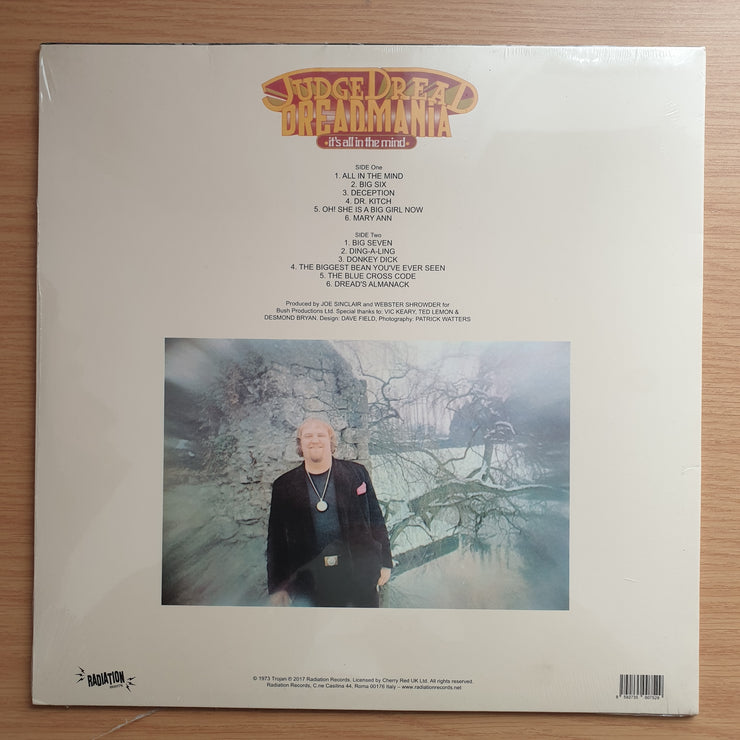 JUDGE DREAD
DREADMANIA
it's all in the mind
SIDE One
1. ALL IN THE MIND
2. BIG SIX
3. DECEPTION
4. DR. KITCH
5. OH! SHE IS A BIG GIRL NOW
6. MARY ANN
SIDE Two
1. BIG SEVEN
2. DING-A-LING
3. DONKEY DICK
4. THE BIGGEST BEAN YOU'VE EVER SEEN
5. THE BLUE CROSS CODE
6. DREAD'S ALMANACK
Produced by JOE SINCLAIR and WEBSTER SHROWDER for
Bush Productions Ltd. Special thanks to: VIC KEARY, TED LEMON &
DESMOND BRYAN. Design: DAVE FIELD, Photography: PATRICK WATTERS
RADIATION
© 1973 Trojan ℗ 2017 Radiation Records. Licensed by Cherry Red UK Ltd. All rights reserved.
Radiation Records, C.ne Casilina 44, Roma 00176 Italy – www.radiationrecords.net